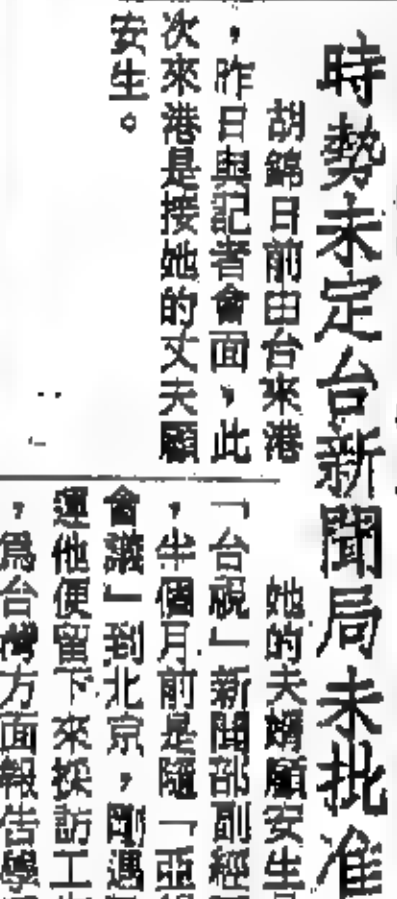 時勢未定台新聞局未批准
胡錦日前由台來港
，昨日與記者會面，此
次來港是接她的丈夫顧
安生。
她的夫婿顧安生
「台視」新聞部副經
，半個月前是隨「亞
會議」到北京，剛遇
他便留下來採訪工
，爲台灣方面報告學